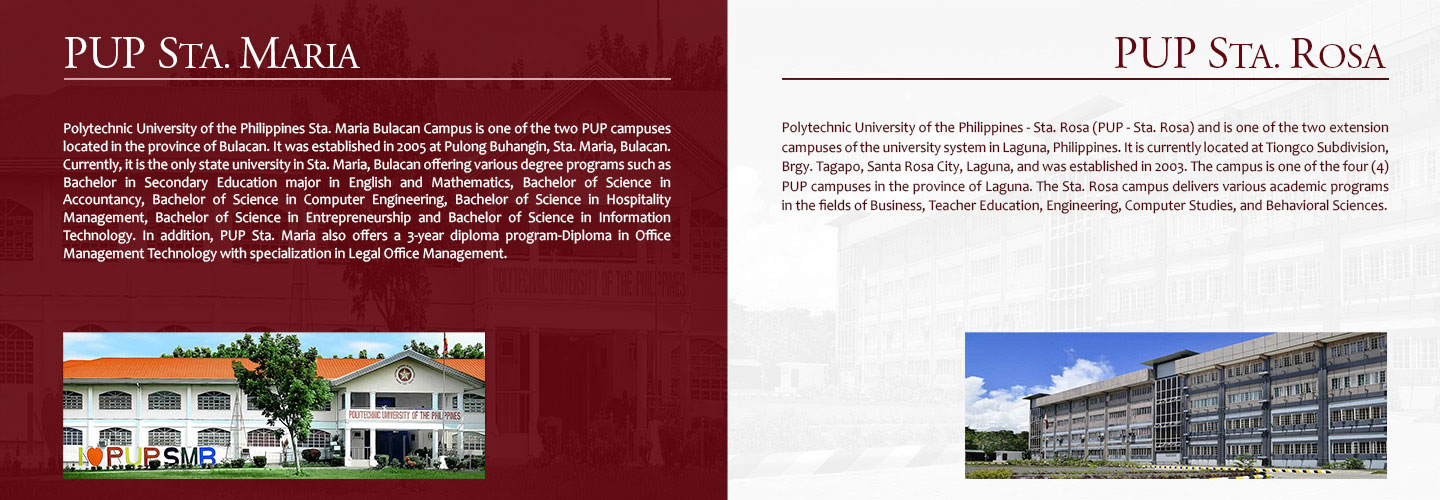 PUP STA. MARIA
Polytechnic University of the Philippines Sta. Maria Bulacan Campus is one of the two PUP campuses
located in the province of Bulacan. It was established in 2005 at Pulong Buhangin, Sta. Maria, Bulacan.
Currently, it is the only state university in Sta. Maria, Bulacan offering various degree programs such as
Bachelor in Secondary Education major in English and Mathematics, Bachelor of Science in
Accountancy, Bachelor of Science in Computer Engineering, Bachelor of Science in Hospitality
Management, Bachelor of Science in Entrepreneurship and Bachelor of Science in Information
Technology. In addition, PUP Sta. Maria also offers a 3-year diploma program-Diploma in Office
Management Technology with specialization in Legal Office Management.
POLYTECHNIC UNIVERSITY OF THE PHILIPPINES
POLYTECHNIC UNIVERSITY OF THE PHILIPPINES
I PUP SMB
PUP STA. ROSA
Polytechnic University of the Philippines - Sta. Rosa (PUP - Sta. Rosa) and is one of the two extension
campuses of the university system in Laguna, Philippines. It is currently located at Tiongco Subdivision,
Brgy. Tagapo, Santa Rosa City, Laguna, and was established in 2003. The campus is one of the four (4)
PUP campuses in the province of Laguna. The Sta. Rosa campus delivers various academic programs
in the fields of Business, Teacher Education, Engineering, Computer Studies, and Behavioral Sciences.